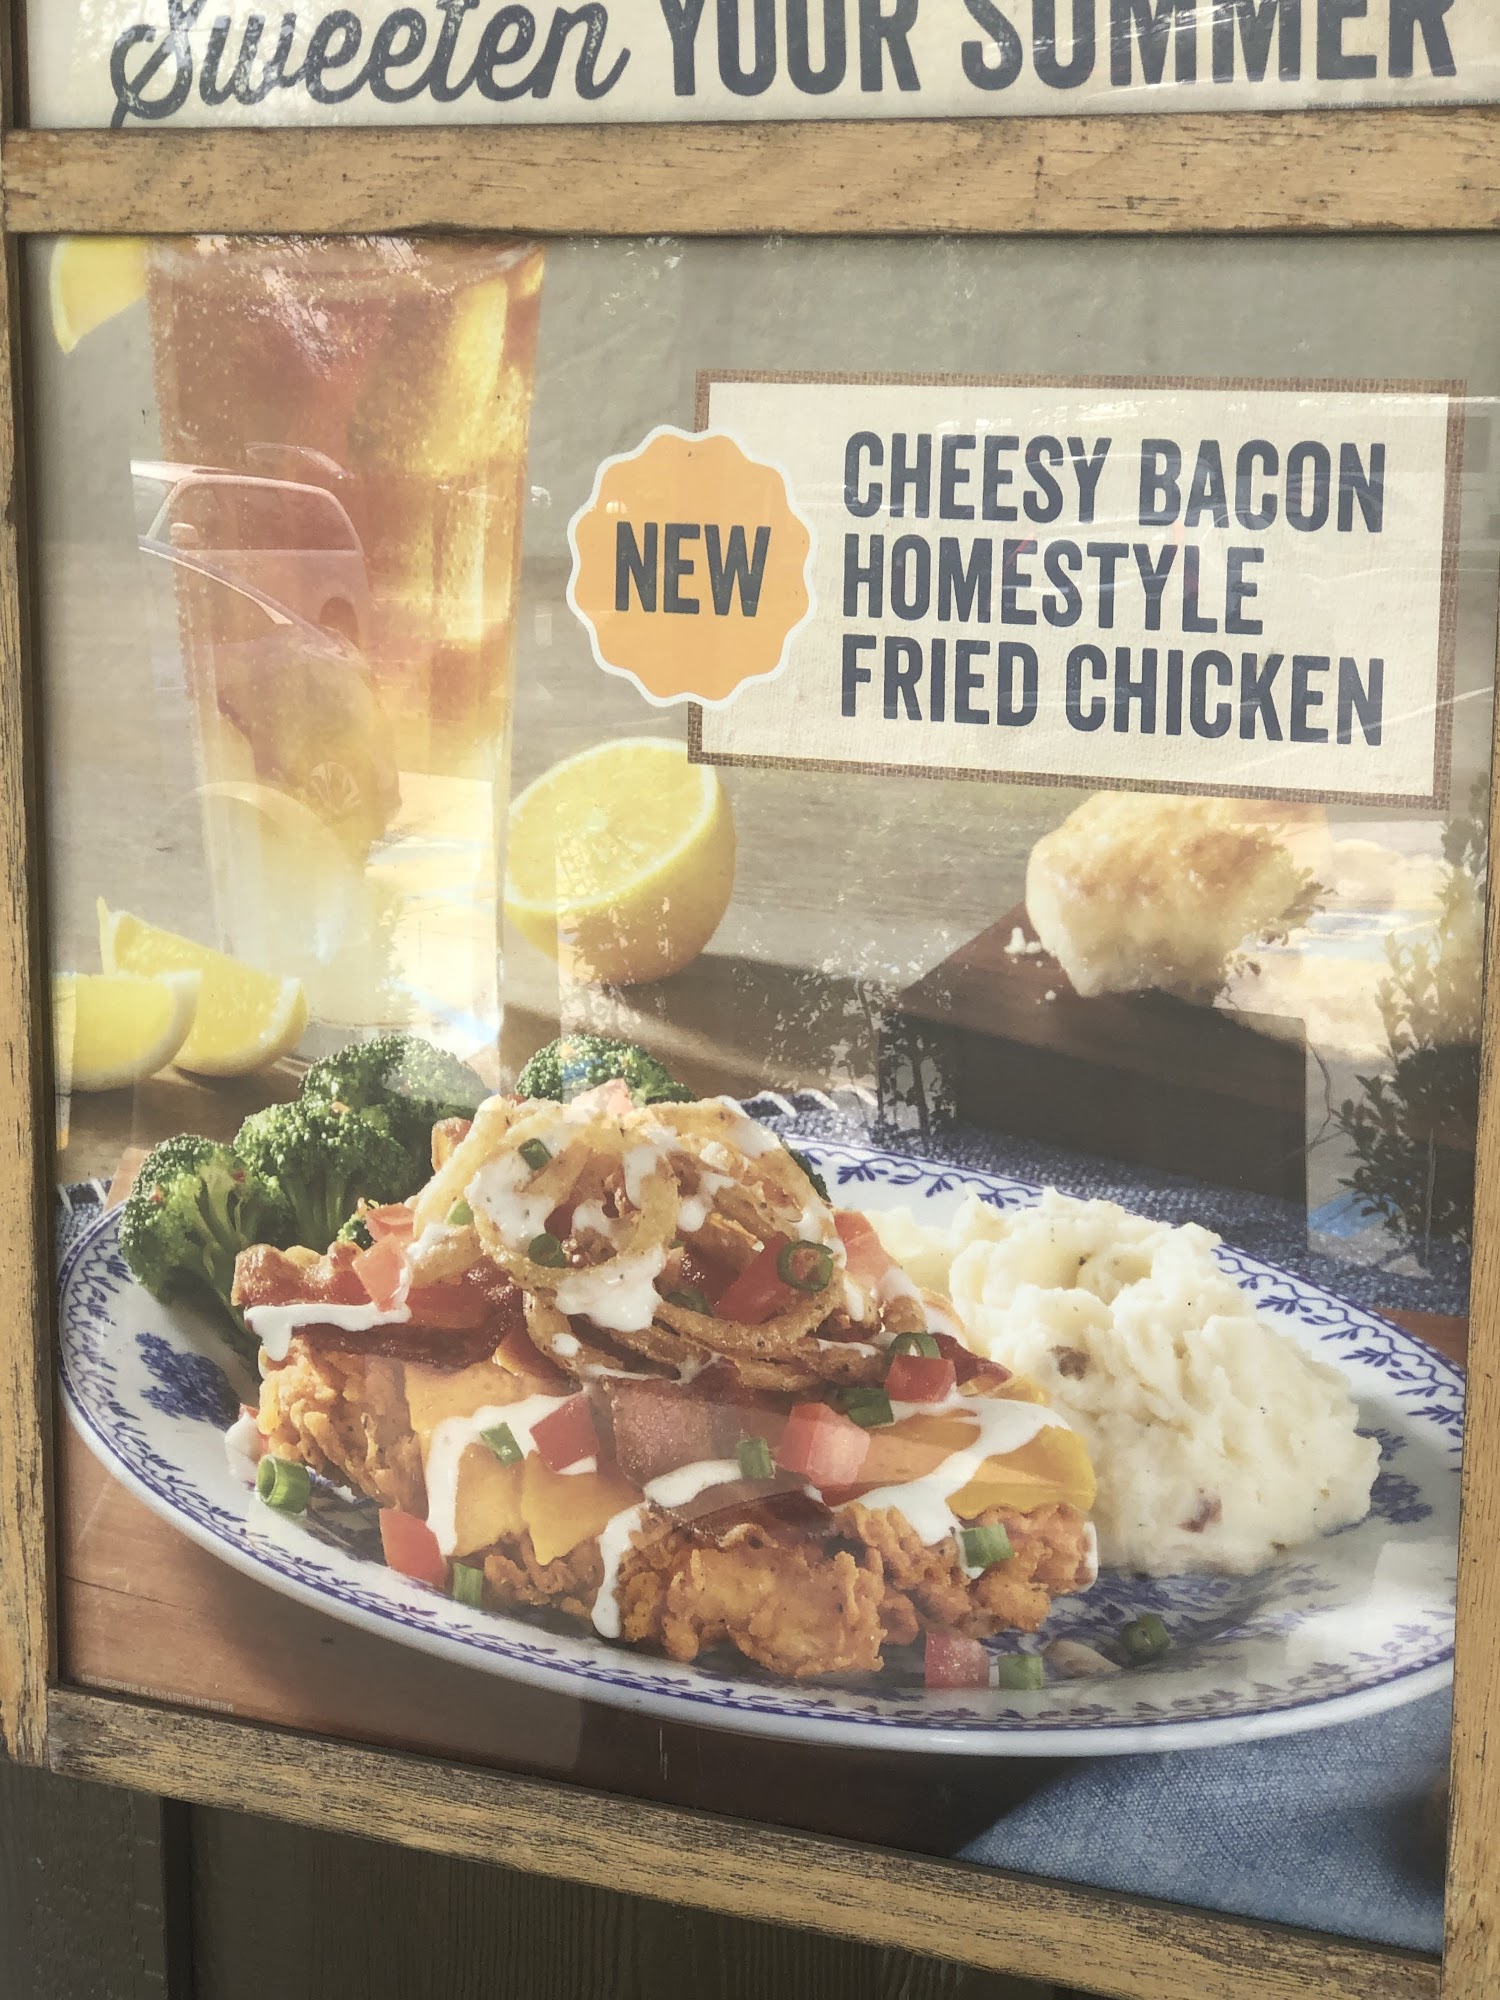 Sweeten YOUR SUMMER
NEW
CHEESY BACON
HOMESTYLE
FRIED CHICKEN